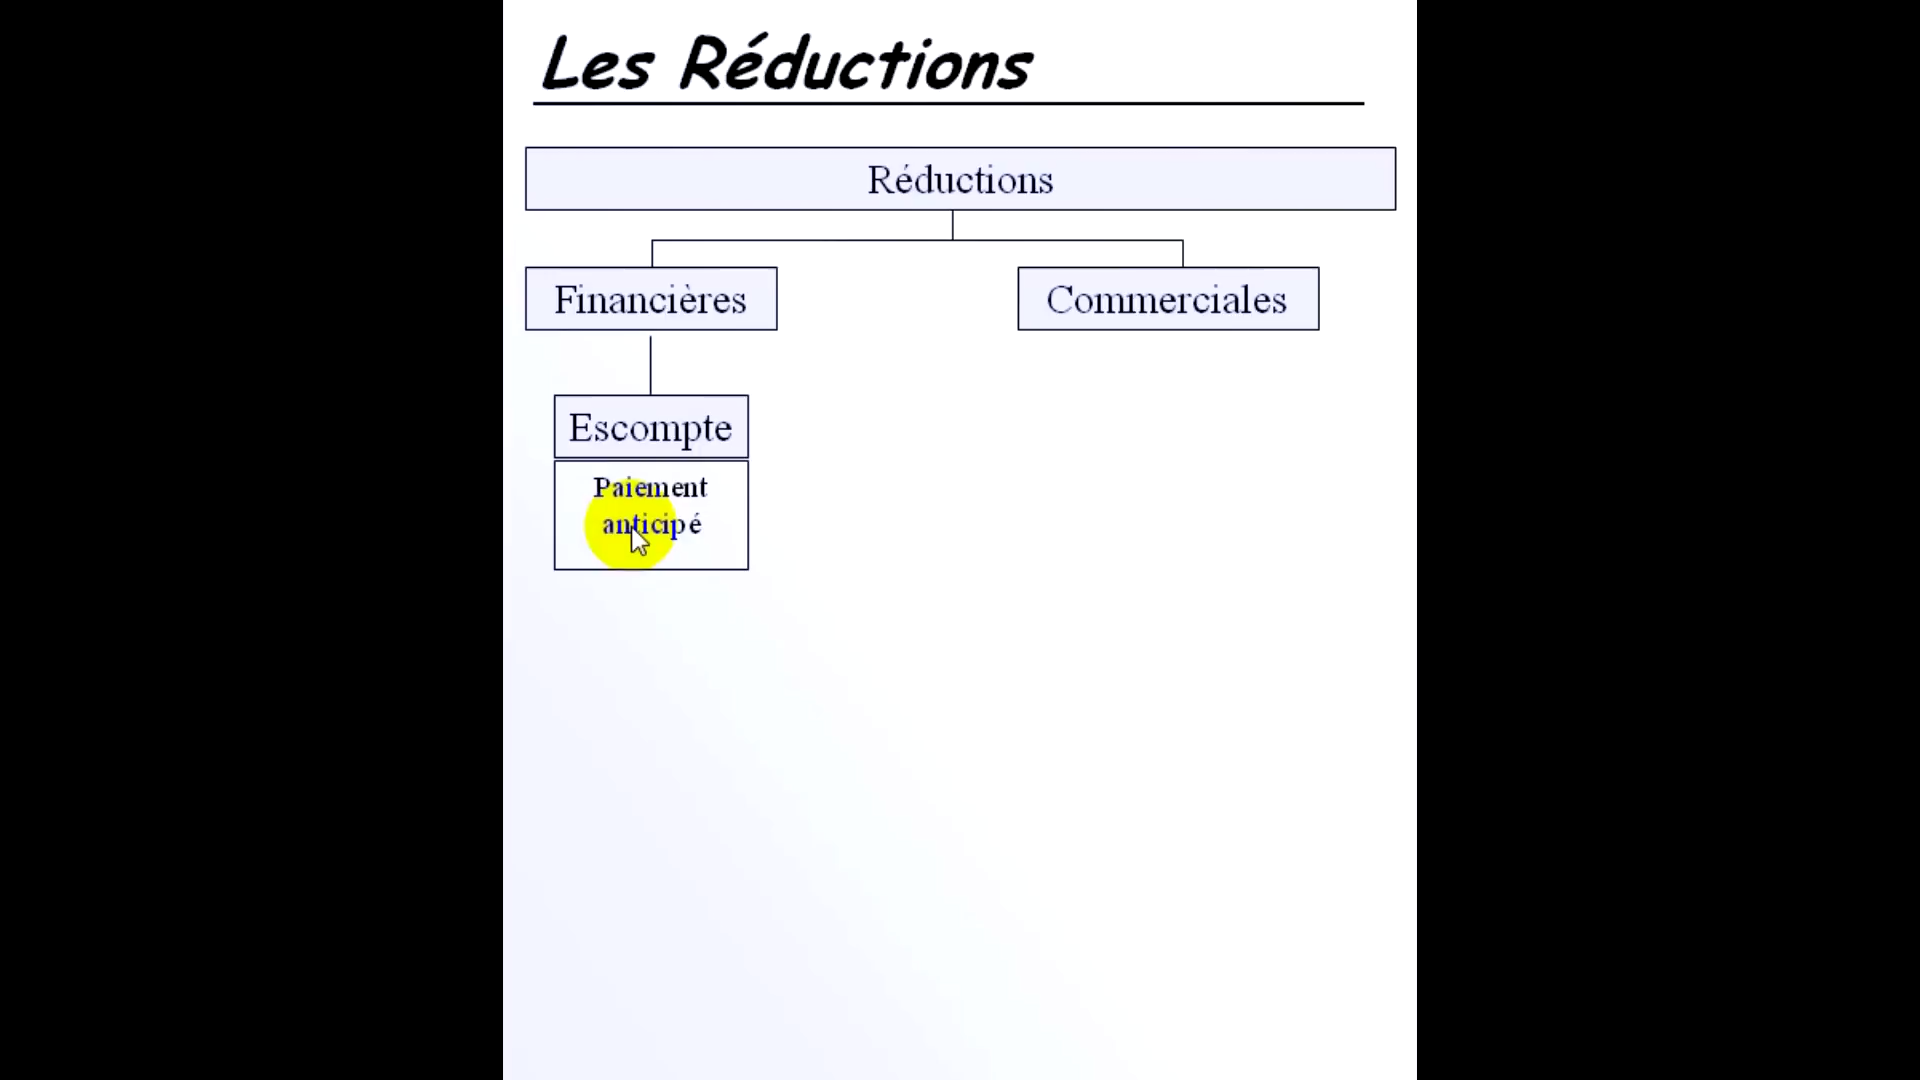 Les Réductions
Réductions
Financières
Commerciales
Escompte
Paiement
anticipé